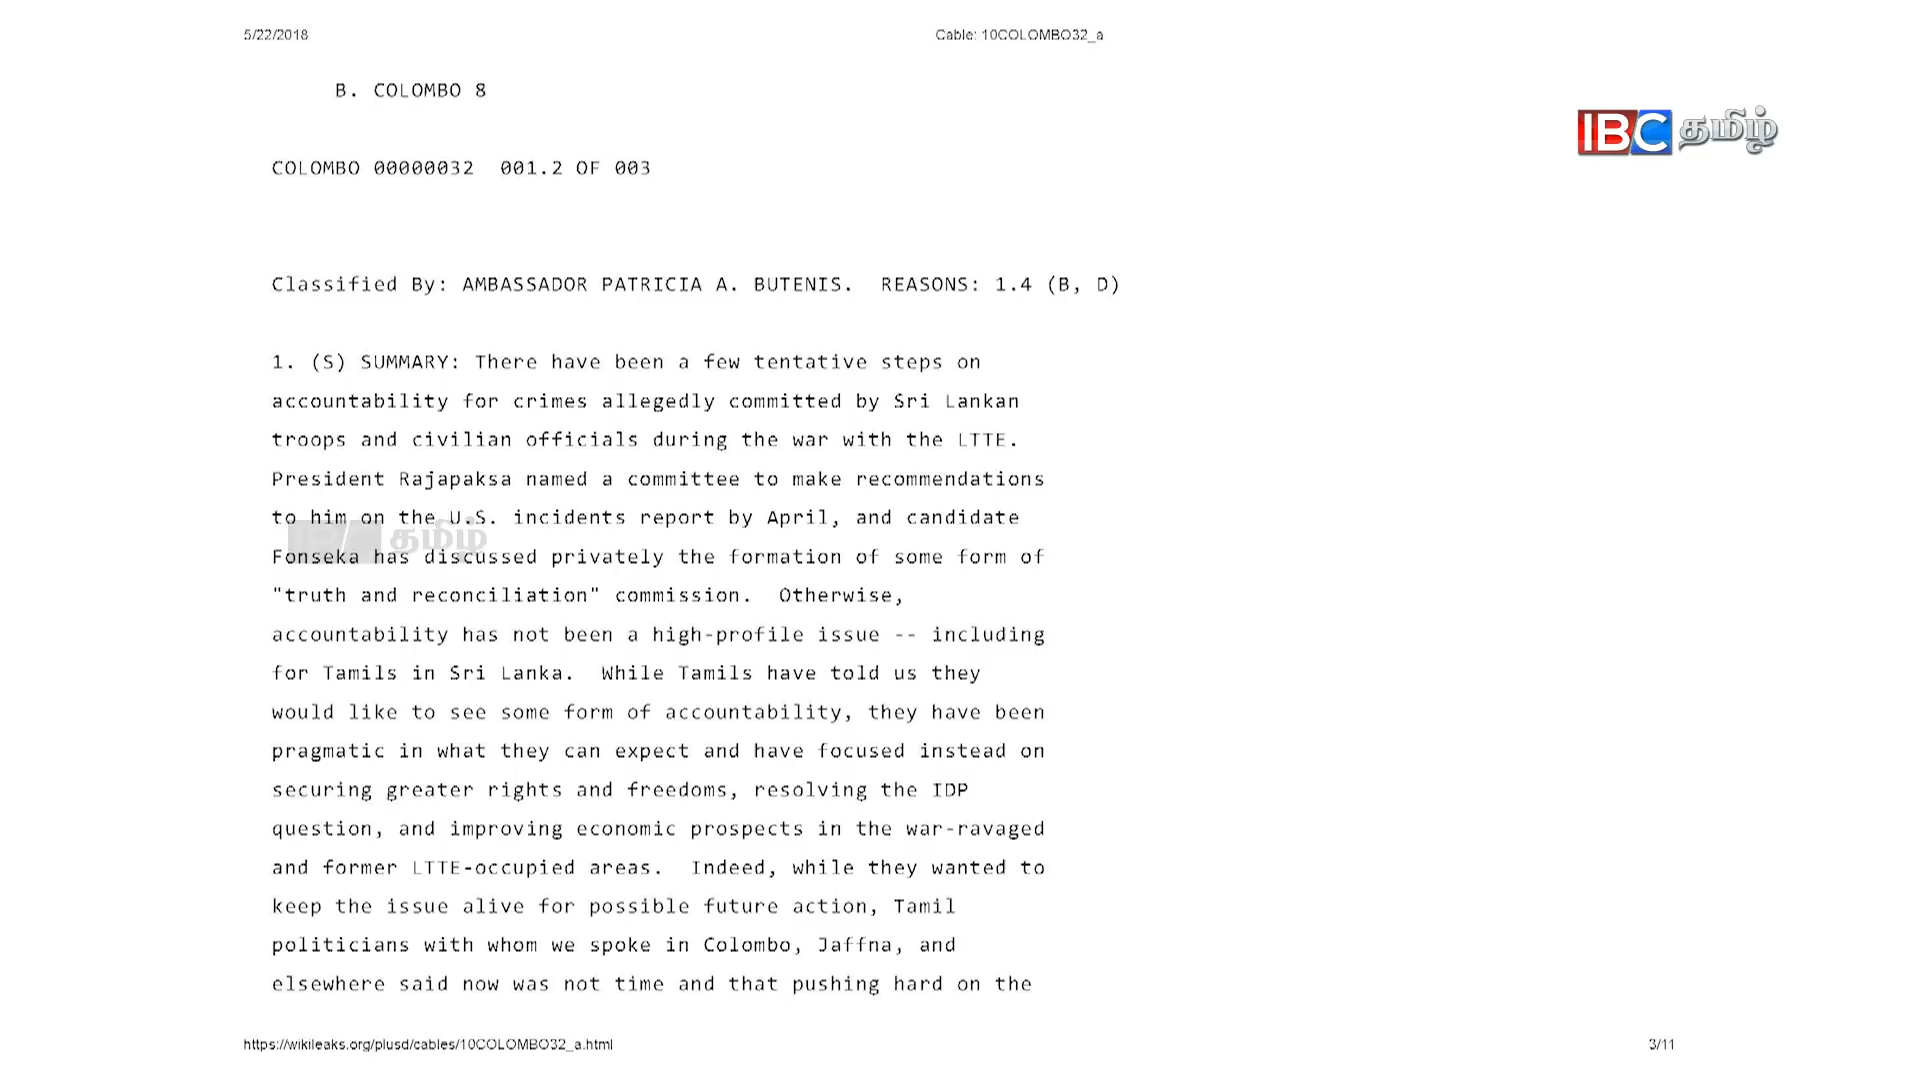 5/22/2018 Cable: 10COLOMBO32_a
B. COLOMBO 8
IBC தமிழ்
COLOMBO 00000032 001.2 OF 003
Classified By: AMBASSADOR PATRICIA A. BUTENIS. REASONS: 1.4 (B, D)
1. (S) SUMMARY: There have been a few tentative steps on
accountability for crimes allegedly committed by Sri Lankan
troops and civilian officials during the war with the LTTE.
President Rajapaksa named a committee to make recommendations
to him on the U.S. incidents report by April, and candidate
தமிழ்
Fonseka has discussed privately the formation of some form of
"truth and reconciliation" commission. Otherwise,
accountability has not been a high-profile issue -- including
for Tamils in Sri Lanka. While Tamils have told us they
would like to see some form of accountability, they have been
pragmatic in what they can expect and have focused instead on
securing greater rights and freedoms, resolving the IDP
question, and improving economic prospects in the war-ravaged
and former LTTE-occupied areas. Indeed, while they wanted to
keep the issue alive for possible future action, Tamil
politicians with whom we spoke in Colombo, Jaffna, and
elsewhere said now was not time and that pushing hard on the
https://wikileaks.org/plusd/cables/10COLOMBO32_a.html 3/11